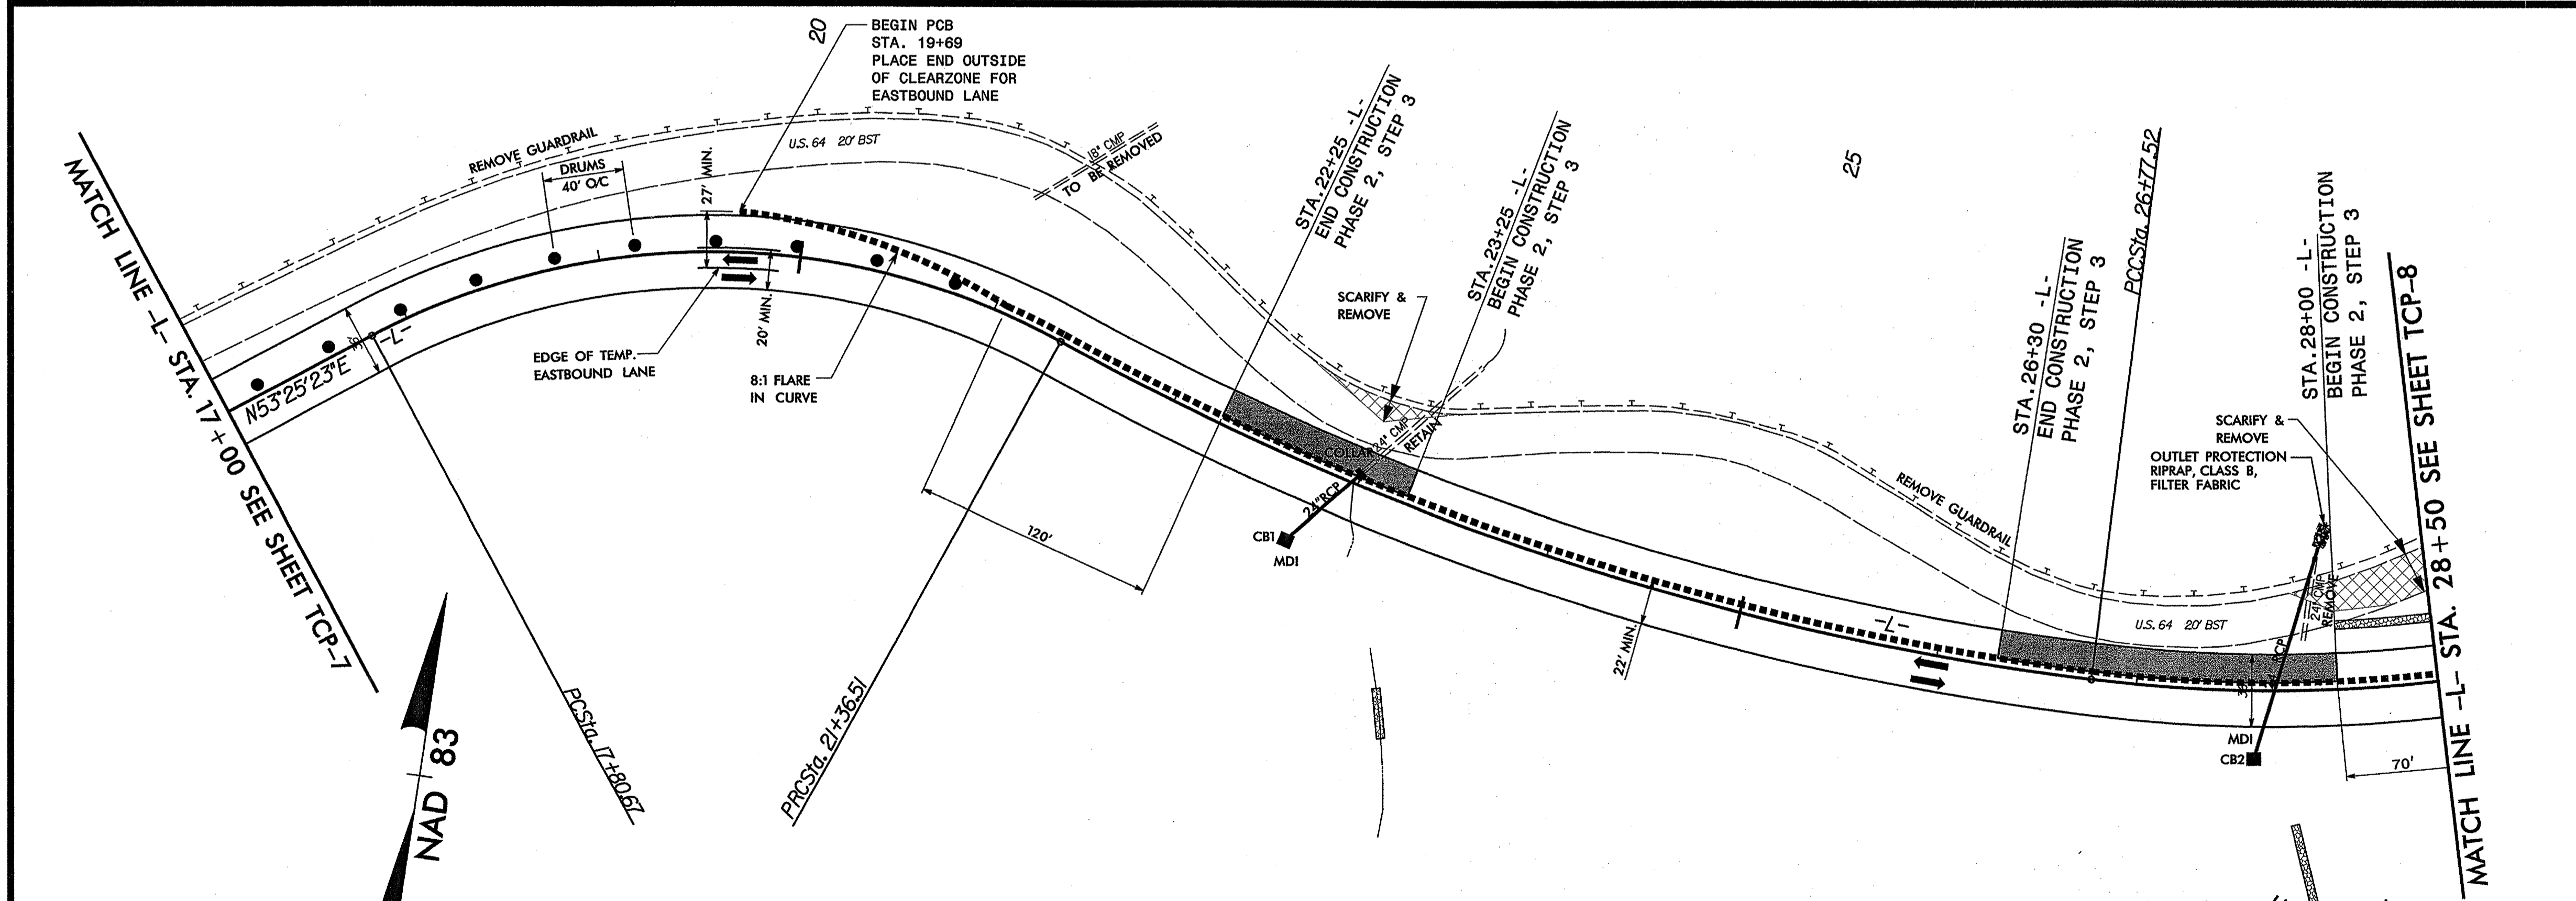 20
BEGIN PCB
STA. 19+69
PLACE END OUTSIDE
OF CLEARZONE FOR
EASTBOUND LANE
MATCH LINE -L- STA. 17+00 SEE SHEET TCP-7
REMOVE GUARDRAIL
DRUMS
40' O/C
27' MIN.
U.S. 64 20' BST
18" CMP
TO BE REMOVED
20' MIN.
-L-
N53°25'23"E
EDGE OF TEMP.
EASTBOUND LANE
8:1 FLARE
IN CURVE
PCSta. 17+80.67
PRCSta. 21+36.51
NAD 83
120'
STA.22+25 -L-
END CONSTRUCTION
PHASE 2, STEP 3
STA.23+25 -L-
BEGIN CONSTRUCTION
PHASE 2, STEP 3
SCARIFY &
REMOVE
24" CMP
RETAIN
COLLAR
24"RCP
CB1
MDI
25
STA.26+30 -L-
END CONSTRUCTION
PHASE 2, STEP 3
PCCSta. 26+77.52
REMOVE GUARDRAIL
22' MIN.
-L-
STA.28+00 -L-
BEGIN CONSTRUCTION
PHASE 2, STEP 3
SCARIFY &
REMOVE
OUTLET PROTECTION
RIPRAP, CLASS B,
FILTER FABRIC
24" CMP
REMOVE
U.S. 64 20' BST
RCP
MDI
CB2
70'
MATCH LINE -L- STA. 28+50 SEE SHEET TCP-8